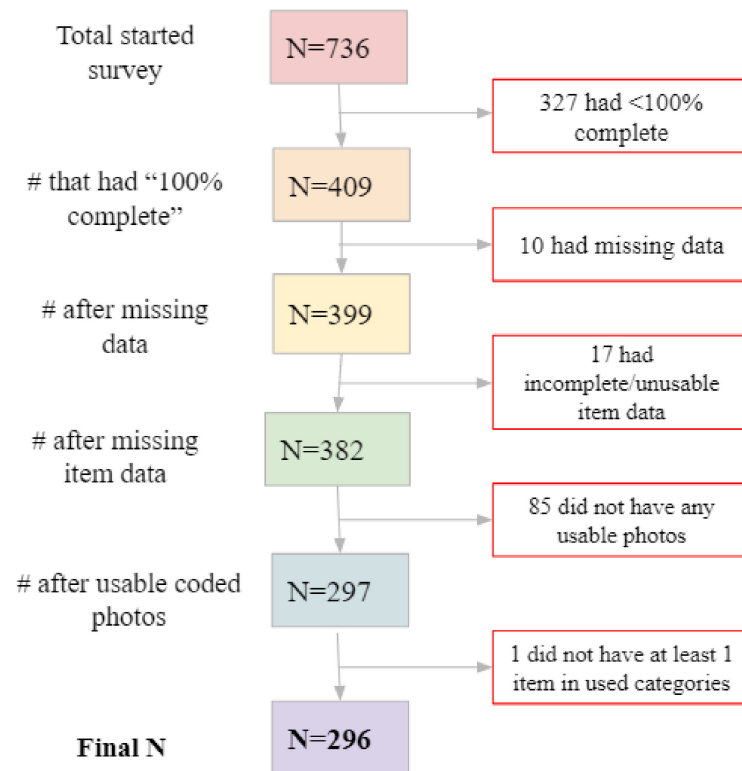 Total started
survey
N=736
327 had <100%
complete
# that had “100%
complete”
N=409
10 had missing data
# after missing
data
N=399
17 had
incomplete/unusable
item data
# after missing
item data
N=382
85 did not have any
usable photos
# after usable coded
photos
N=297
1 did not have at least 1
item in used categories
Final N
N=296